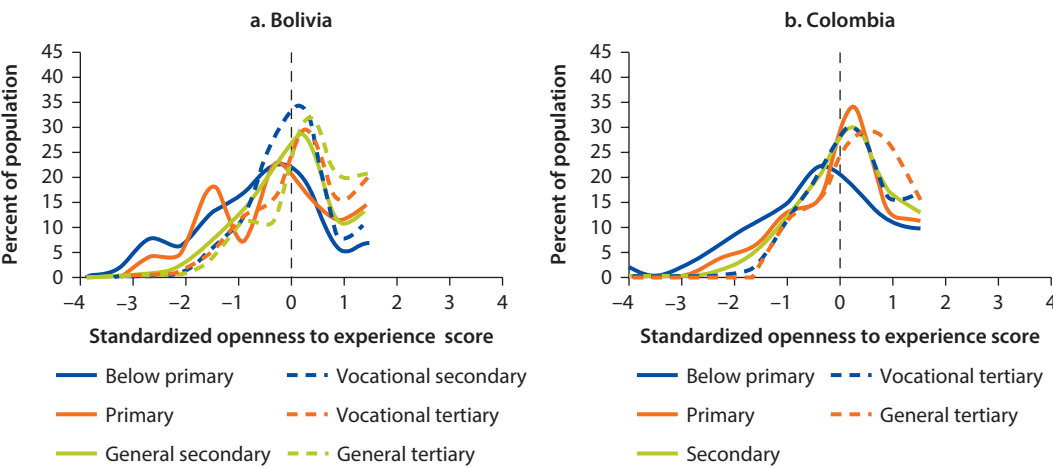 a. Bolivia
Percent of population
45
40
35
30
25
20
15
10
5
0
–4 –3 –2 –1 0 1 2 3 4
Standardized openness to experience score
Below primary
Vocational secondary
Primary
Vocational tertiary
General secondary
General tertiary
b. Colombia
Percent of population
45
40
35
30
25
20
15
10
5
0
–4 –3 –2 –1 0 1 2 3 4
Standardized openness to experience score
Below primary
Vocational tertiary
Primary
General tertiary
Secondary